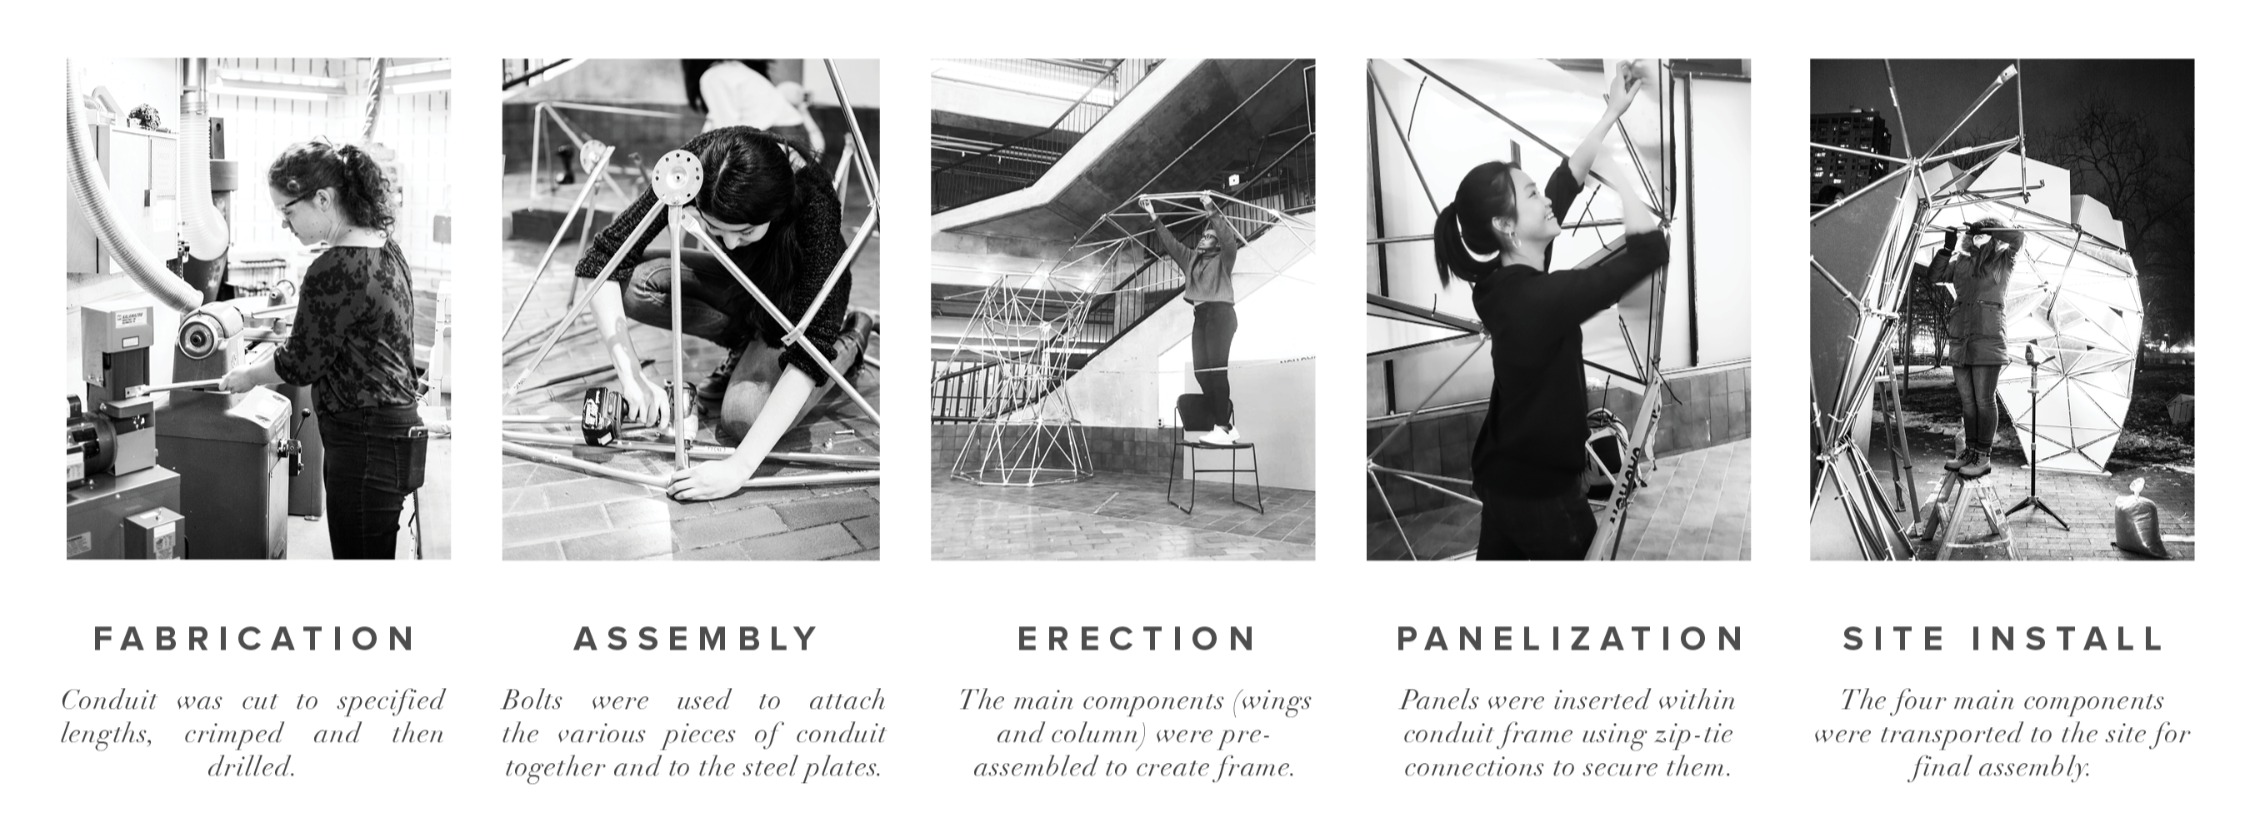 FABRICATION
Conduit was cut to specified
lengths, crimped and then
drilled.
ASSEMBLY
Bolts were used to attach
the various pieces of conduit
together and to the steel plates.
ERECTION
The main components (wings
and column) were pre-
assembled to create frame.
PANELIZATION
Panels were inserted within
conduit frame using zip-tie
connections to secure them.
SITE INSTALL
The four main components
were transported to the site for
final assembly.